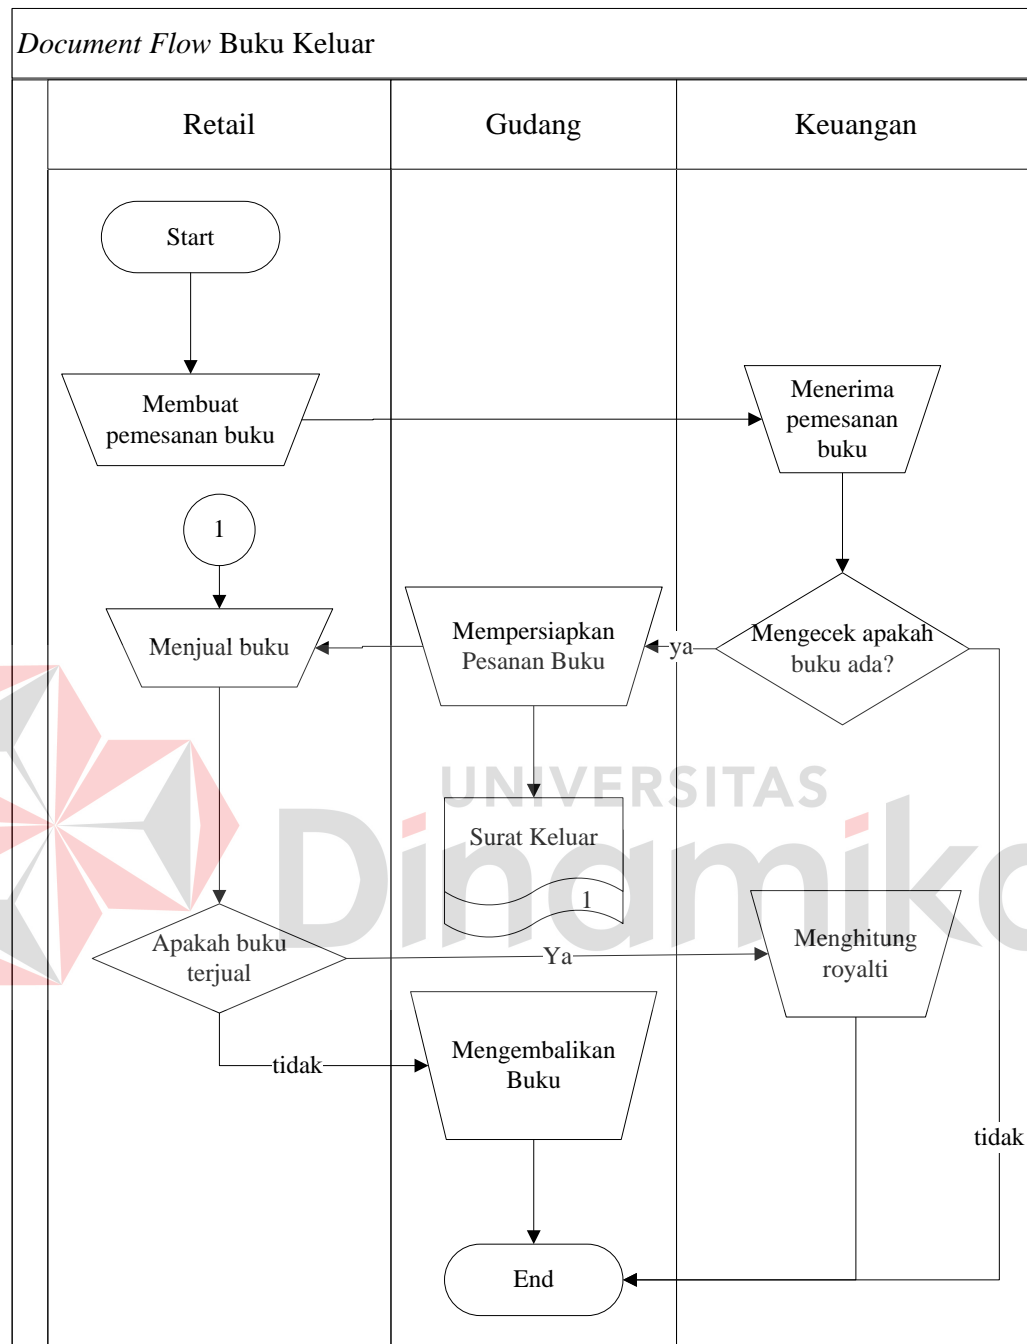 Document Flow Buku Keluar
Retail
Gudang
Keuangan
Start
Membuat
pemesanan buku
Menerima
pemesanan
buku
1
Menjual buku
Mempersiapkan
Pesanan Buku
ya
Mengecek apakah
buku ada?
UNIVERSITAS
Dinamika
Surat Keluar
1
Apakah buku
terjual
Ya
Menghitung
royalti
tidak
Mengembalikan
Buku
tidak
End